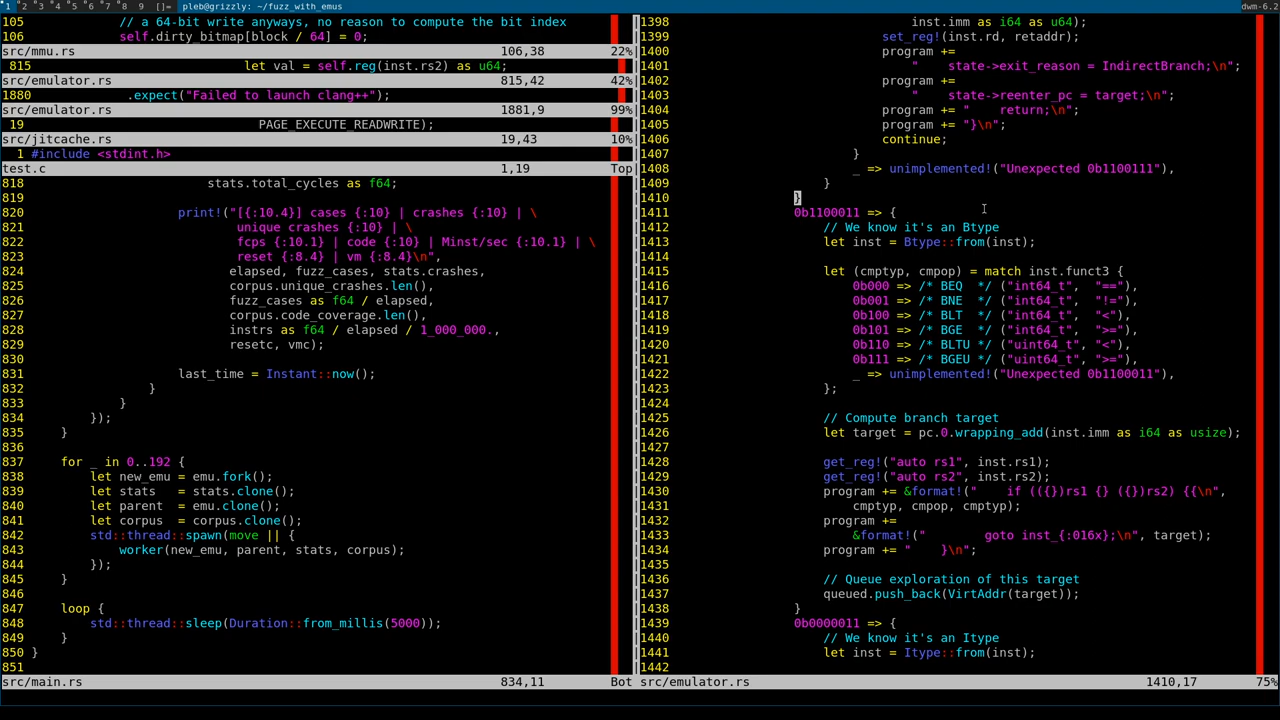 1 2 3 4 5 6 7 8 9 []= pleb@grizzly: ~/fuzz_with_emus dwm-6.2
105 // a 64-bit write anyways, no reason to compute the bit index
106 self.dirty_bitmap[block / 64] = 0;
src/mmu.rs 106,38 22%
815 let val = self.reg(inst.rs2) as u64;
src/emulator.rs 815,42 42%
1880 .expect("Failed to launch clang++");
src/emulator.rs 1881,9 99%
19 PAGE_EXECUTE_READWRITE);
src/jitcache.rs 19,43 10%
1 #include <stdint.h>
test.c 1,19 Top
818 stats.total_cycles as f64;
819
820 print!("[{:10.4}] cases {:10} | crashes {:10} | \
821 unique crashes {:10} | \
822 fcps {:10.1} | code {:10} | Minst/sec {:10.1} | \
823 reset {:8.4} | vm {:8.4}\n",
824 elapsed, fuzz_cases, stats.crashes,
825 corpus.unique_crashes.len(),
826 fuzz_cases as f64 / elapsed,
827 corpus.code_coverage.len(),
828 instrs as f64 / elapsed / 1_000_000.,
829 resetc, vmc);
830
831 last_time = Instant::now();
832 }
833 }
834 });
835 }
836
837 for _ in 0..192 {
838 let new_emu = emu.fork();
839 let stats = stats.clone();
840 let parent = emu.clone();
841 let corpus = corpus.clone();
842 std::thread::spawn(move || {
843 worker(new_emu, parent, stats, corpus);
844 });
845 }
846
847 loop {
848 std::thread::sleep(Duration::from_millis(5000));
849 }
850 }
851
src/main.rs 834,11 Bot
1398 inst.imm as i64 as u64);
1399 set_reg!(inst.rd, retaddr);
1400 program +=
1401 "    state->exit_reason = IndirectBranch;\n";
1402 program +=
1403 "    state->reenter_pc = target;\n";
1404 program += "    return;\n";
1405 program += "}\n";
1406 continue;
1407 }
1408 _ => unimplemented!("Unexpected 0b1100111"),
1409 }
1410 }
1411 0b1100011 => {
1412 // We know it's an Btype
1413 let inst = Btype::from(inst);
1414
1415 let (cmptyp, cmpop) = match inst.funct3 {
1416 0b000 => /* BEQ  */ ("int64_t",  "=="),
1417 0b001 => /* BNE  */ ("int64_t",  "!="),
1418 0b100 => /* BLT  */ ("int64_t",  "<"),
1419 0b101 => /* BGE  */ ("int64_t",  ">="),
1420 0b110 => /* BLTU */ ("uint64_t", "<"),
1421 0b111 => /* BGEU */ ("uint64_t", ">="),
1422 _ => unimplemented!("Unexpected 0b1100011"),
1423 };
1424
1425 // Compute branch target
1426 let target = pc.0.wrapping_add(inst.imm as i64 as usize);
1427
1428 get_reg!("auto rs1", inst.rs1);
1429 get_reg!("auto rs2", inst.rs2);
1430 program += &format!("    if (({})rs1 {} ({})rs2) {{\n",
1431 cmptyp, cmpop, cmptyp);
1432 program +=
1433 &format!("        goto inst_{:016x};\n", target);
1434 program += "    }\n";
1435
1436 // Queue exploration of this target
1437 queued.push_back(VirtAddr(target));
1438 }
1439 0b0000011 => {
1440 // We know it's an Itype
1441 let inst = Itype::from(inst);
1442
src/emulator.rs 1410,17 75%